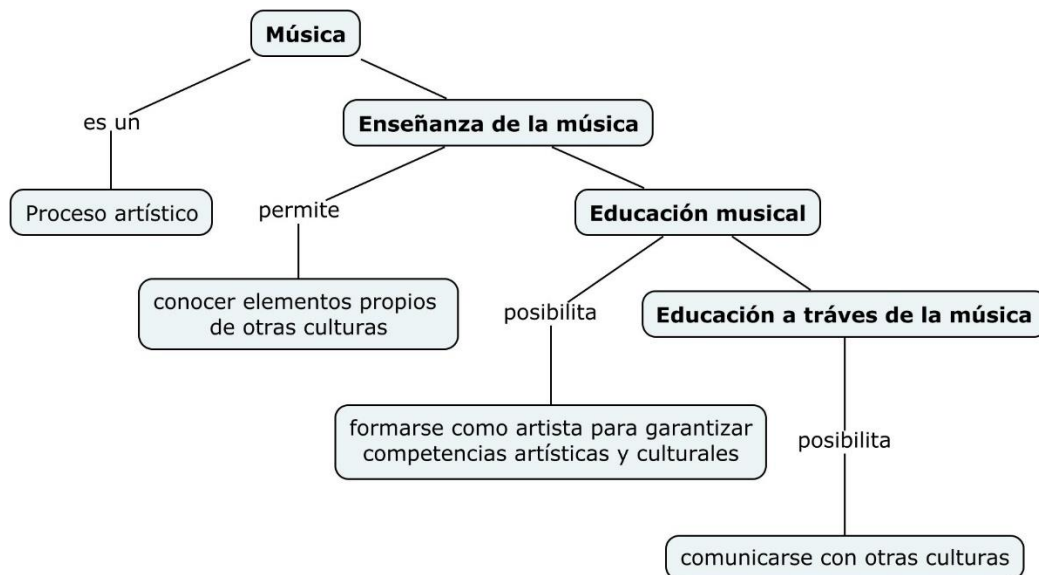 Música
es un
Enseñanza de la música
Proceso artístico
permite
Educación musical
conocer elementos propios
de otras culturas
posibilita
Educación a tráves de la música
formarse como artista para garantizar
competencias artísticas y culturales
posibilita
comunicarse con otras culturas